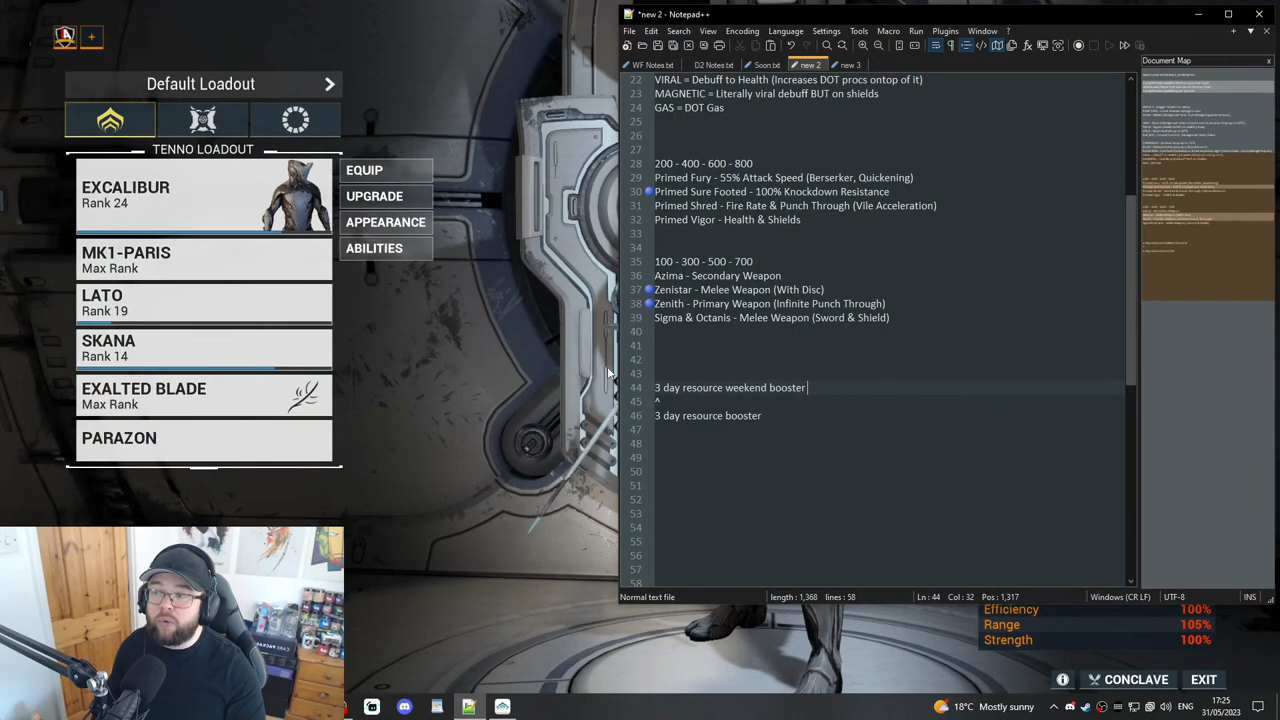 *new 2 - Notepad++
File Edit Search View Encoding Language Settings Tools Macro Run Plugins Window ?
WF Notes.txt D2 Notes.txt Soon.txt new 2 new 3
Document Map
Default Loadout
TENNO LOADOUT
EXCALIBUR
Rank 24
MK1-PARIS
Max Rank
LATO
Rank 19
SKANA
Rank 14
EXALTED BLADE
Max Rank
PARAZON
EQUIP
UPGRADE
APPEARANCE
ABILITIES
22 VIRAL = Debuff to Health (Increases DOT procs ontop of it)
23 MAGNETIC = Literally viral debuff BUT on shields
24 GAS = DOT Gas
25
26
27
28 200 - 400 - 600 - 800
29 Primed Fury - 55% Attack Speed (Berserker, Quickening)
30 Primed Sure Footed - 100% Knockdown Resistance
31 Primed Shred - Fire Rate & Punch Through (Vile Acceleration)
32 Primed Vigor - Health & Shields
33
34
35 100 - 300 - 500 - 700
36 Azima - Secondary Weapon
37 Zenistar - Melee Weapon (With Disc)
38 Zenith - Primary Weapon (Infinite Punch Through)
39 Sigma & Octanis - Melee Weapon (Sword & Shield)
40
41
42
43
44 3 day resource weekend booster
45 ^
46 3 day resource booster
47
48
49
50
51
52
53
54
55
56
57
58
Normal text file length : 1,368 lines : 58 Ln : 44 Col : 32 Pos : 1,317 Windows (CR LF) UTF-8 INS
Efficiency 100%
Range 105%
Strength 100%
CONCLAVE EXIT
18°C Mostly sunny ENG 17:25
31/05/2023